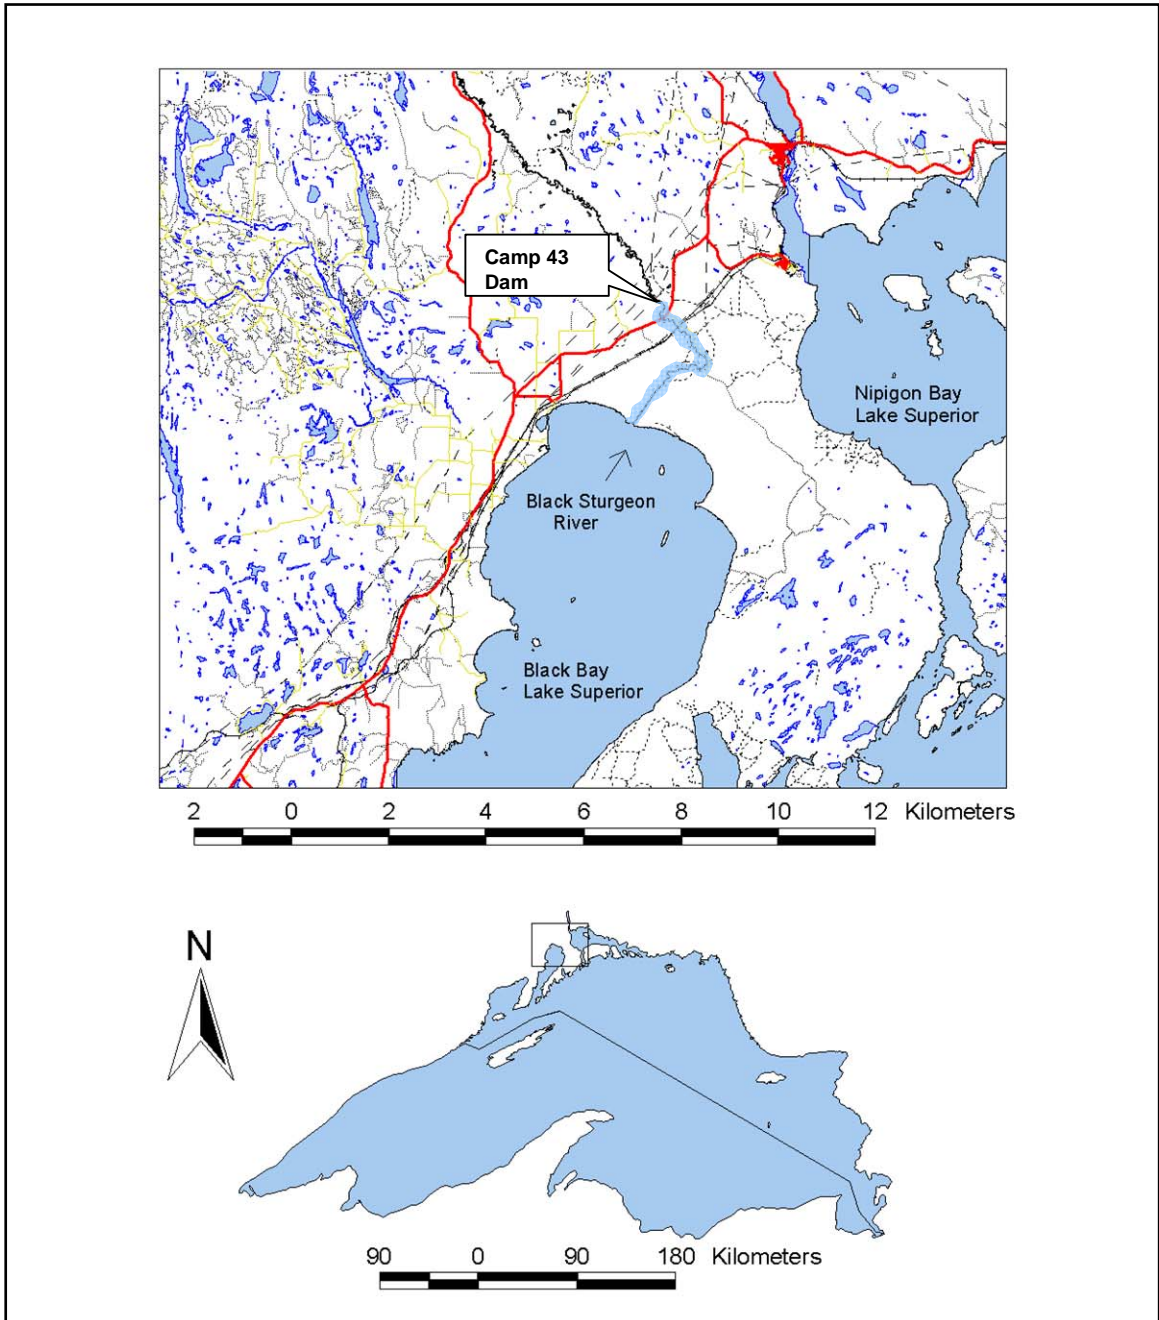 Camp 43
Dam
Nipigon Bay
Lake Superior
Black Sturgeon
River
Black Bay
Lake Superior
2 0 2 4 6 8 10 12 Kilometers
N
90 0 90 180 Kilometers